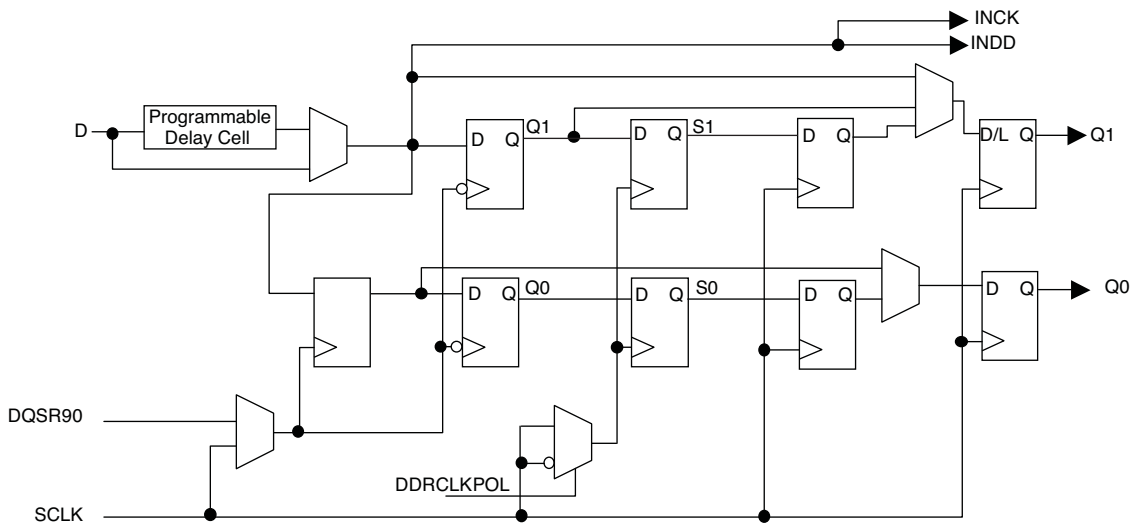 INCK
INDD
Programmable
Delay Cell
D
Q1
S1
D Q
D Q
D Q
D/L Q
Q1
Q0
S0
D Q
D Q
D Q
D Q
Q0
DQSR90
DDRCLKPOL
SCLK